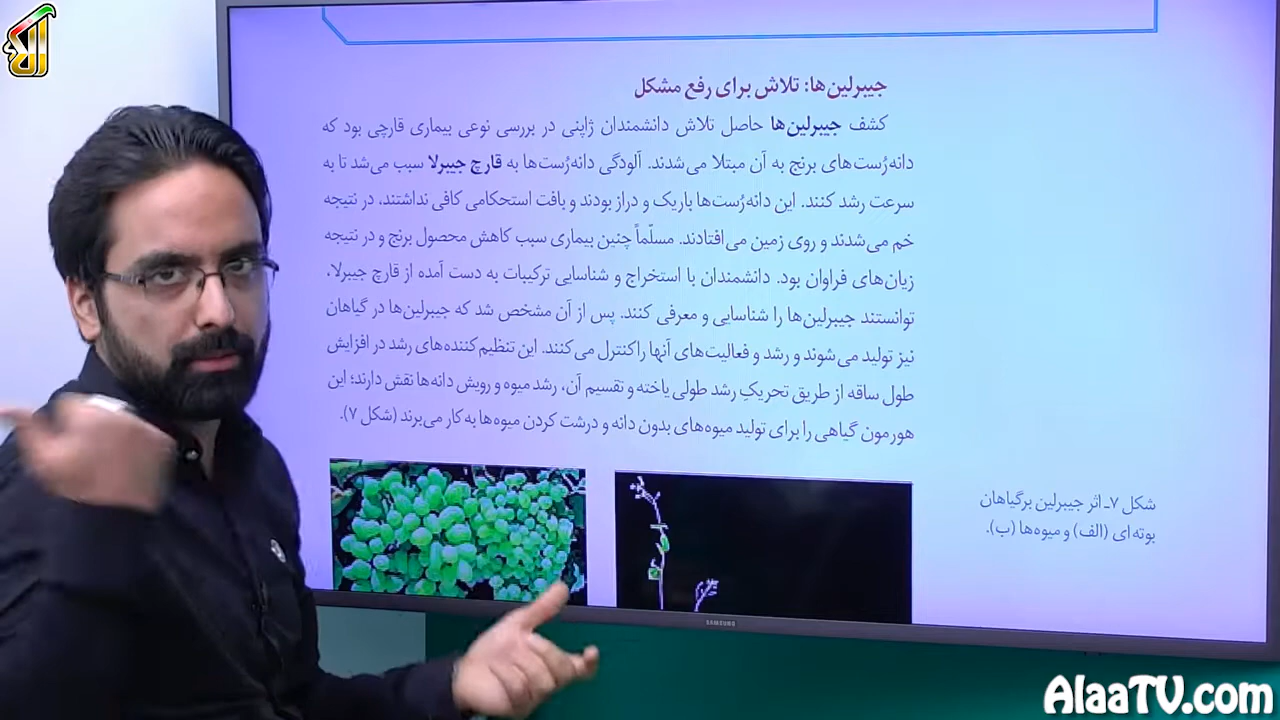 جیبرلین‌ها: تلاش برای رفع مشکل
کشف جیبرلین‌ها حاصل تلاش دانشمندان ژاپنی در بررسی نوعی بیماری قارچی بود که
دانه‌رُست‌های برنج به آن مبتلا می‌شدند. آلودگی دانه‌رُست‌ها به قارچ جیبرلا سبب می‌شد تا به
سرعت رشد کنند. این دانه‌رُست‌ها باریک و دراز بودند و بافت استحکامی کافی نداشتند، در نتیجه
خم می‌شدند و روی زمین می‌افتادند. مسلّماً چنین بیماری سبب کاهش محصول برنج و در نتیجه
زیان‌های فراوان بود. دانشمندان با استخراج و شناسایی ترکیبات به دست آمده از قارچ جیبرلا،
توانستند جیبرلین‌ها را شناسایی و معرفی کنند. پس از آن مشخص شد که جیبرلین‌ها در گیاهان
نیز تولید می‌شوند و رشد و فعالیت‌های آنها را کنترل می‌کنند. این تنظیم‌کننده‌های رشد در افزایش
طول ساقه از طریق تحریکِ رشد طولی یاخته و تقسیم آن، رشد میوه و رویش دانه‌ها نقش دارند؛ این
هورمون گیاهی را برای تولید میوه‌های بدون دانه و درشت کردن میوه‌ها به کار می‌برند (شکل ۷).
شکل ۷ـ اثر جیبرلین بر گیاهان
بوته‌ای (الف) و میوه‌ها (ب).
SAMSUNG
AlaaTV.com